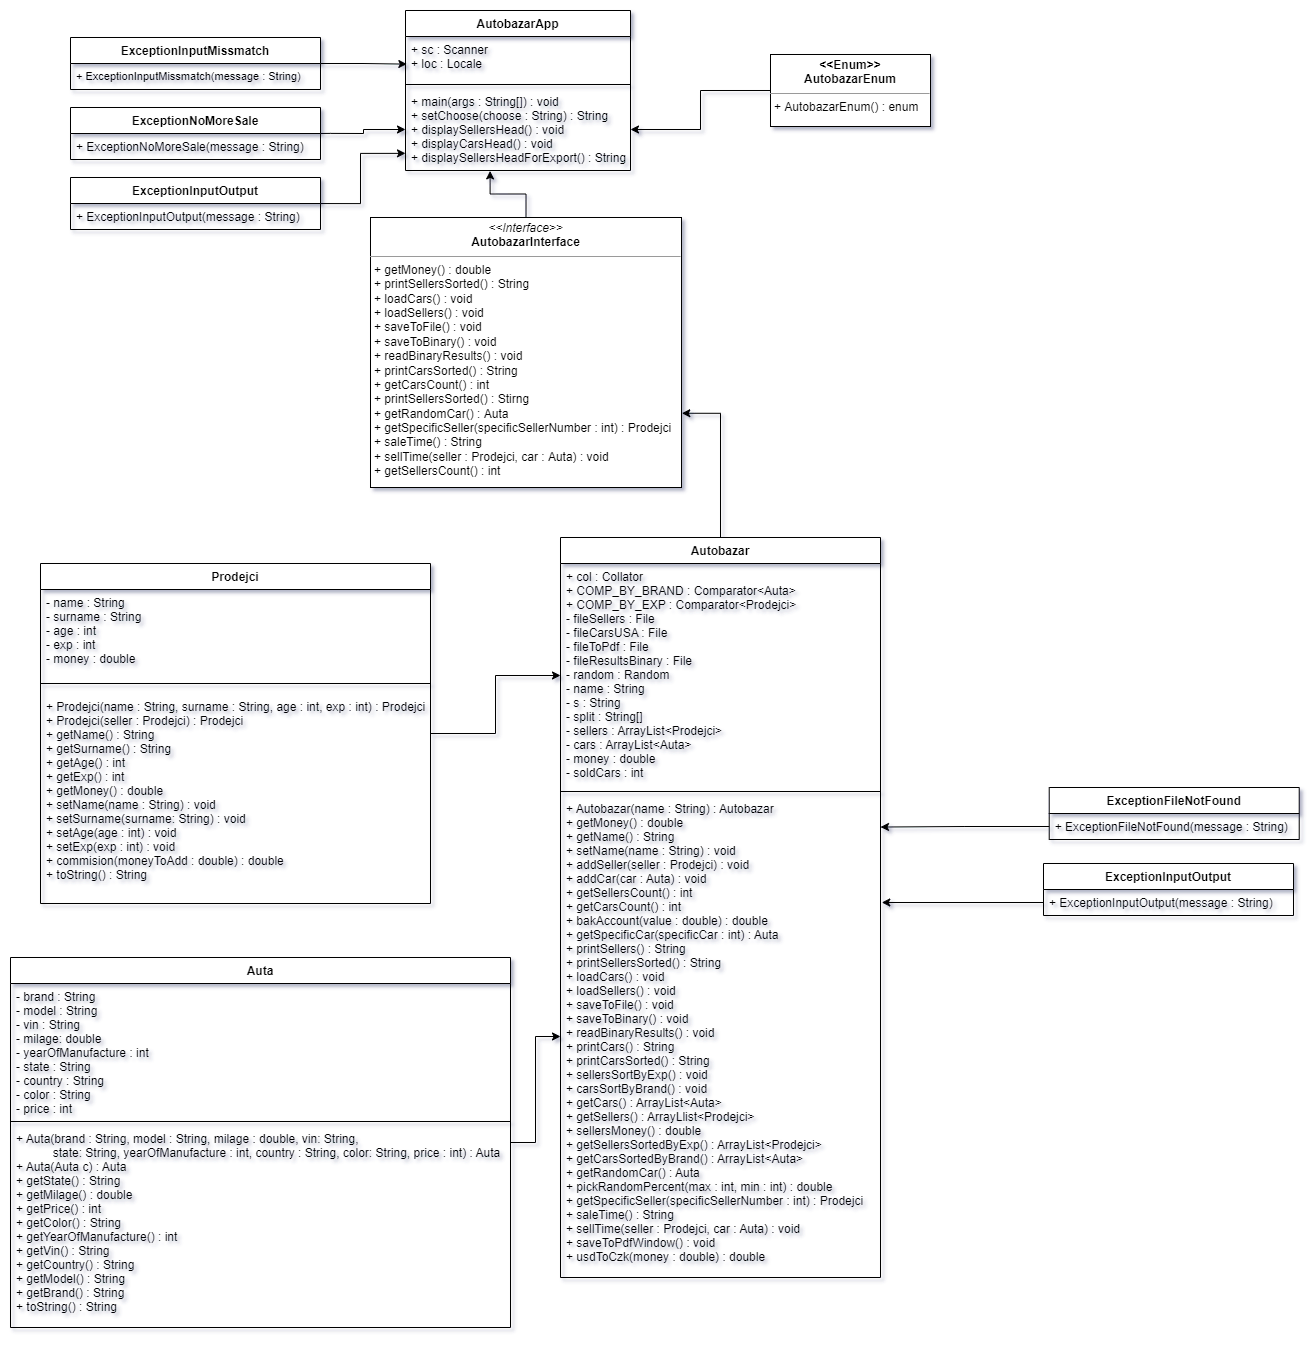 AutobazarApp
+ sc : Scanner
+ loc : Locale
+ main(args : String[]) : void
+ setChoose(choose : String) : String
+ displaySellersHead() : void
+ displayCarsHead() : void
+ displaySellersHeadForExport() : String
ExceptionInputMissmatch
+ ExceptionInputMissmatch(message : String)
ExceptionNoMoreSale
+ ExceptionNoMoreSale(message : String)
ExceptionInputOutput
+ ExceptionInputOutput(message : String)
<<Enum>>
AutobazarEnum
+ AutobazarEnum() : enum
<<Interface>>
AutobazarInterface
+ getMoney() : double
+ printSellersSorted() : String
+ loadCars() : void
+ loadSellers() : void
+ saveToFile() : void
+ saveToBinary() : void
+ readBinaryResults() : void
+ printCarsSorted() : String
+ getCarsCount() : int
+ printSellersSorted() : Stirng
+ getRandomCar() : Auta
+ getSpecificSeller(specificSellerNumber : int) : Prodejci
+ saleTime() : String
+ sellTime(seller : Prodejci, car : Auta) : void
+ getSellersCount() : int
Prodejci
- name : String
- surname : String
- age : int
- exp : int
- money : double
+ Prodejci(name : String, surname : String, age : int, exp : int) : Prodejci
+ Prodejci(seller : Prodejci) : Prodejci
+ getName() : String
+ getSurname() : String
+ getAge() : int
+ getExp() : int
+ getMoney() : double
+ setName(name : String) : void
+ setSurname(surname: String) : void
+ setAge(age : int) : void
+ setExp(exp : int) : void
+ commision(moneyToAdd : double) : double
+ toString() : String
Autobazar
+ col : Collator
+ COMP_BY_BRAND : Comparator<Auta>
+ COMP_BY_EXP : Comparator<Prodejci>
- fileSellers : File
- fileCarsUSA : File
- fileToPdf : File
- fileResultsBinary : File
- random : Random
- name : String
- s : String
- split : String[]
- sellers : ArrayList<Prodejci>
- cars : ArrayList<Auta>
- money : double
- soldCars : int
+ Autobazar(name : String) : Autobazar
+ getMoney() : double
+ getName() : String
+ setName(name : String) : void
+ addSeller(seller : Prodejci) : void
+ addCar(car : Auta) : void
+ getSellersCount() : int
+ getCarsCount() : int
+ bakAccount(value : double) : double
+ getSpecificCar(specificCar : int) : Auta
+ printSellers() : String
+ printSellersSorted() : String
+ loadCars() : void
+ loadSellers() : void
+ saveToFile() : void
+ saveToBinary() : void
+ readBinaryResults() : void
+ printCars() : String
+ printCarsSorted() : String
+ sellersSortByExp() : void
+ carsSortByBrand() : void
+ getCars() : ArrayList<Auta>
+ getSellers() : ArrayLlist<Prodejci>
+ sellersMoney() : double
+ getSellersSortedByExp() : ArrayList<Prodejci>
+ getCarsSortedByBrand() : ArrayList<Auta>
+ getRandomCar() : Auta
+ pickRandomPercent(max : int, min : int) : double
+ getSpecificSeller(specificSellerNumber : int) : Prodejci
+ saleTime() : String
+ sellTime(seller : Prodejci, car : Auta) : void
+ saveToPdfWindow() : void
+ usdToCzk(money : double) : double
ExceptionFileNotFound
+ ExceptionFileNotFound(message : String)
ExceptionInputOutput
+ ExceptionInputOutput(message : String)
Auta
- brand : String
- model : String
- vin : String
- milage: double
- yearOfManufacture : int
- state : String
- country : String
- color : String
- price : int
+ Auta(brand : String, model : String, milage : double, vin: String,
state: String, yearOfManufacture : int, country : String, color: String, price : int) : Auta
+ Auta(Auta c) : Auta
+ getState() : String
+ getMilage() : double
+ getPrice() : int
+ getColor() : String
+ getYearOfManufacture() : int
+ getVin() : String
+ getCountry() : String
+ getModel() : String
+ getBrand() : String
+ toString() : String